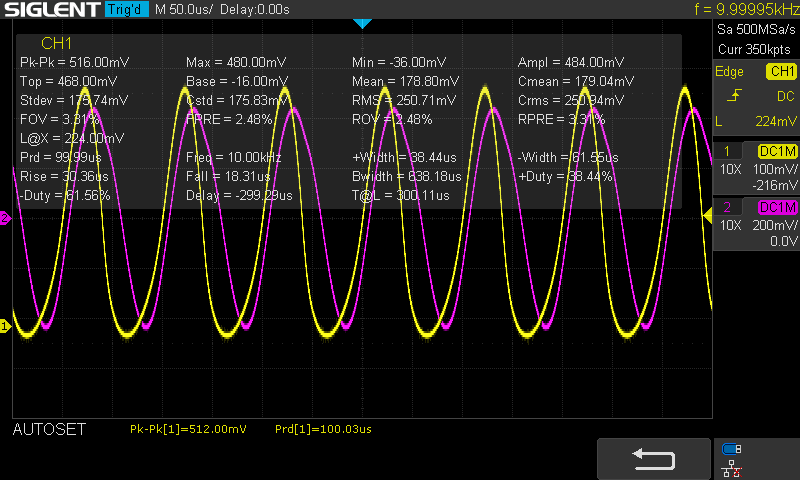 SIGLENT Trig'd M 50.0us/ Delay:0.00s f = 9.99995kHz
Sa 500MSa/s
Curr 350kpts
CH1
Pk-Pk = 516.00mV Max = 480.00mV Min = -36.00mV Ampl = 484.00mV
Top = 468.00mV Base = -16.00mV Mean = 178.80mV Cmean = 179.04mV
Stdev = 175.74mV Cstd = 175.83mV RMS = 250.71mV Crms = 250.94mV
FOV = 3.31% FPRE = 2.48% ROV = 2.48% RPRE = 3.31%
L@X = 224.00mV
Prd = 99.99us Freq = 10.00kHz +Width = 38.44us -Width = 61.55us
Rise = 30.36us Fall = 18.31us Bwidth = 638.18us +Duty = 38.44%
-Duty = 61.56% Delay = -299.29us T@L = 300.11us
Edge CH1
DC
L 224mV
1 DC1M
10X 100mV/
-216mV
2 DC1M
10X 200mV/
0.0V
2
1
AUTOSET Pk-Pk[1]=512.00mV Prd[1]=100.03us